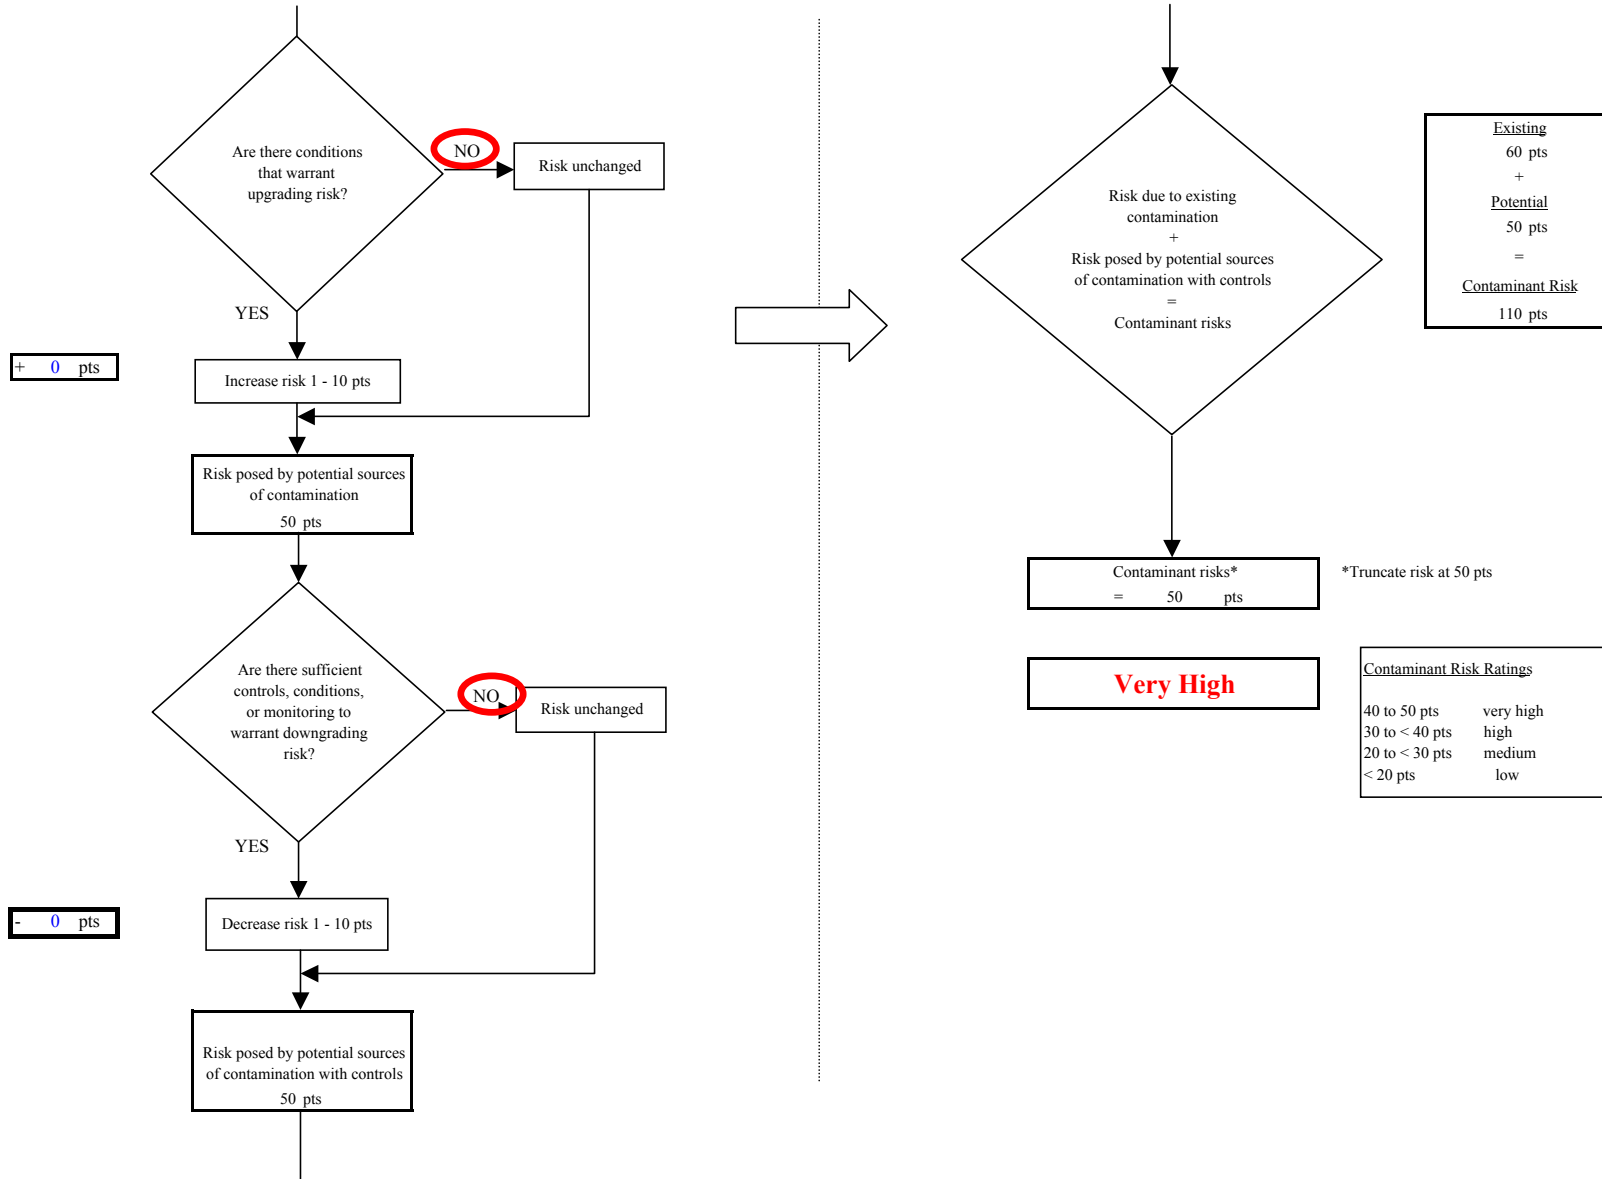 Are there conditions
that warrant
upgrading risk?
NO
Risk unchanged
YES
+ 0 pts
Increase risk 1 - 10 pts
Risk posed by potential sources
of contamination
50 pts
Are there sufficient
controls, conditions,
or monitoring to
warrant downgrading
risk?
NO
Risk unchanged
YES
- 0 pts
Decrease risk 1 - 10 pts
Risk posed by potential sources
of contamination with controls
50 pts
Risk due to existing
contamination
+
Risk posed by potential sources
of contamination with controls
=
Contaminant risks
Existing
60 pts
+
Potential
50 pts
=
Contaminant Risk
110 pts
Contaminant risks*
= 50 pts
*Truncate risk at 50 pts
Very High
Contaminant Risk Ratings
40 to 50 pts very high
30 to < 40 pts high
20 to < 30 pts medium
< 20 pts low